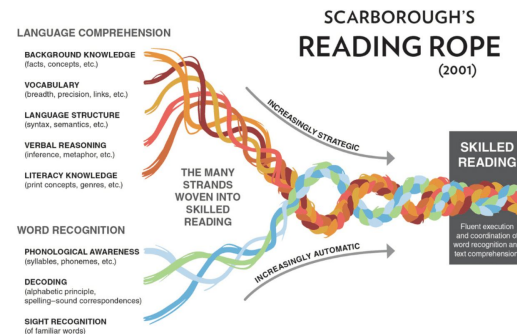 SCARBOROUGH'S
READING ROPE
(2001)
LANGUAGE COMPREHENSION
BACKGROUND KNOWLEDGE
(facts, concepts, etc.)
VOCABULARY
(breadth, precision, links, etc.)
LANGUAGE STRUCTURE
(syntax, semantics, etc.)
VERBAL REASONING
(inference, metaphor, etc.)
LITERACY KNOWLEDGE
(print concepts, genres, etc.)
THE MANY
STRANDS
WOVEN INTO
SKILLED
READING
WORD RECOGNITION
PHONOLOGICAL AWARENESS
(syllables, phonemes, etc.)
DECODING
(alphabetic principle,
spelling–sound correspondences)
SIGHT RECOGNITION
(of familiar words)
INCREASINGLY STRATEGIC
INCREASINGLY AUTOMATIC
SKILLED
READING
Fluent execution
and coordination of
word recognition and
text comprehension